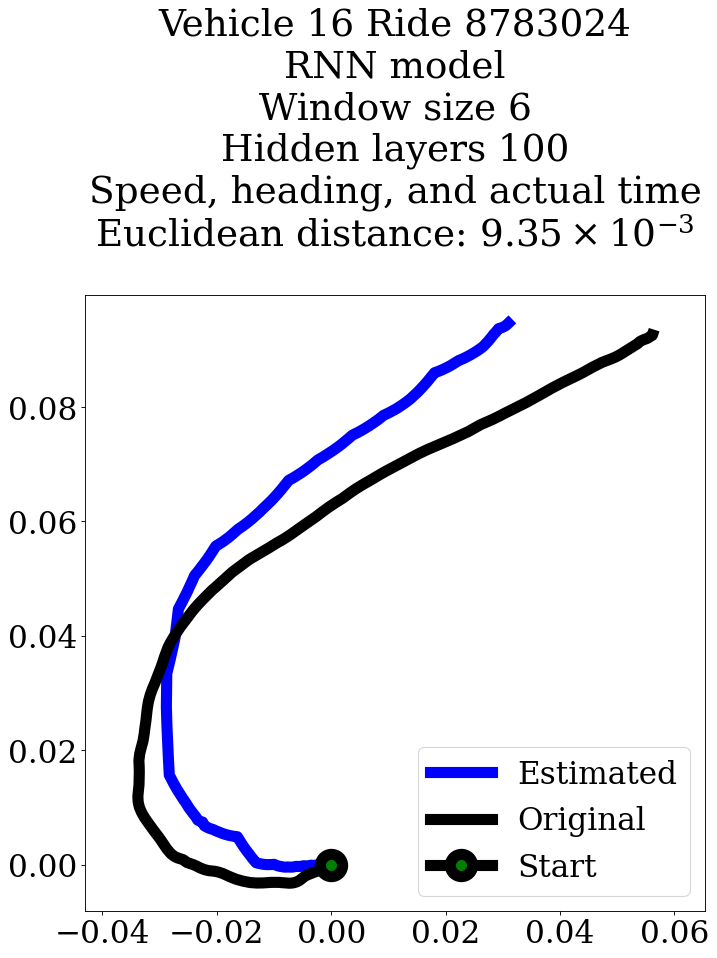 Vehicle 16 Ride 8783024
RNN model
Window size 6
Hidden layers 100
Speed, heading, and actual time
Euclidean distance: 9.35 × 10⁻³
0.08
0.06
0.04
0.02
0.00
Estimated
Original
Start
−0.04 −0.02 0.00 0.02 0.04 0.06